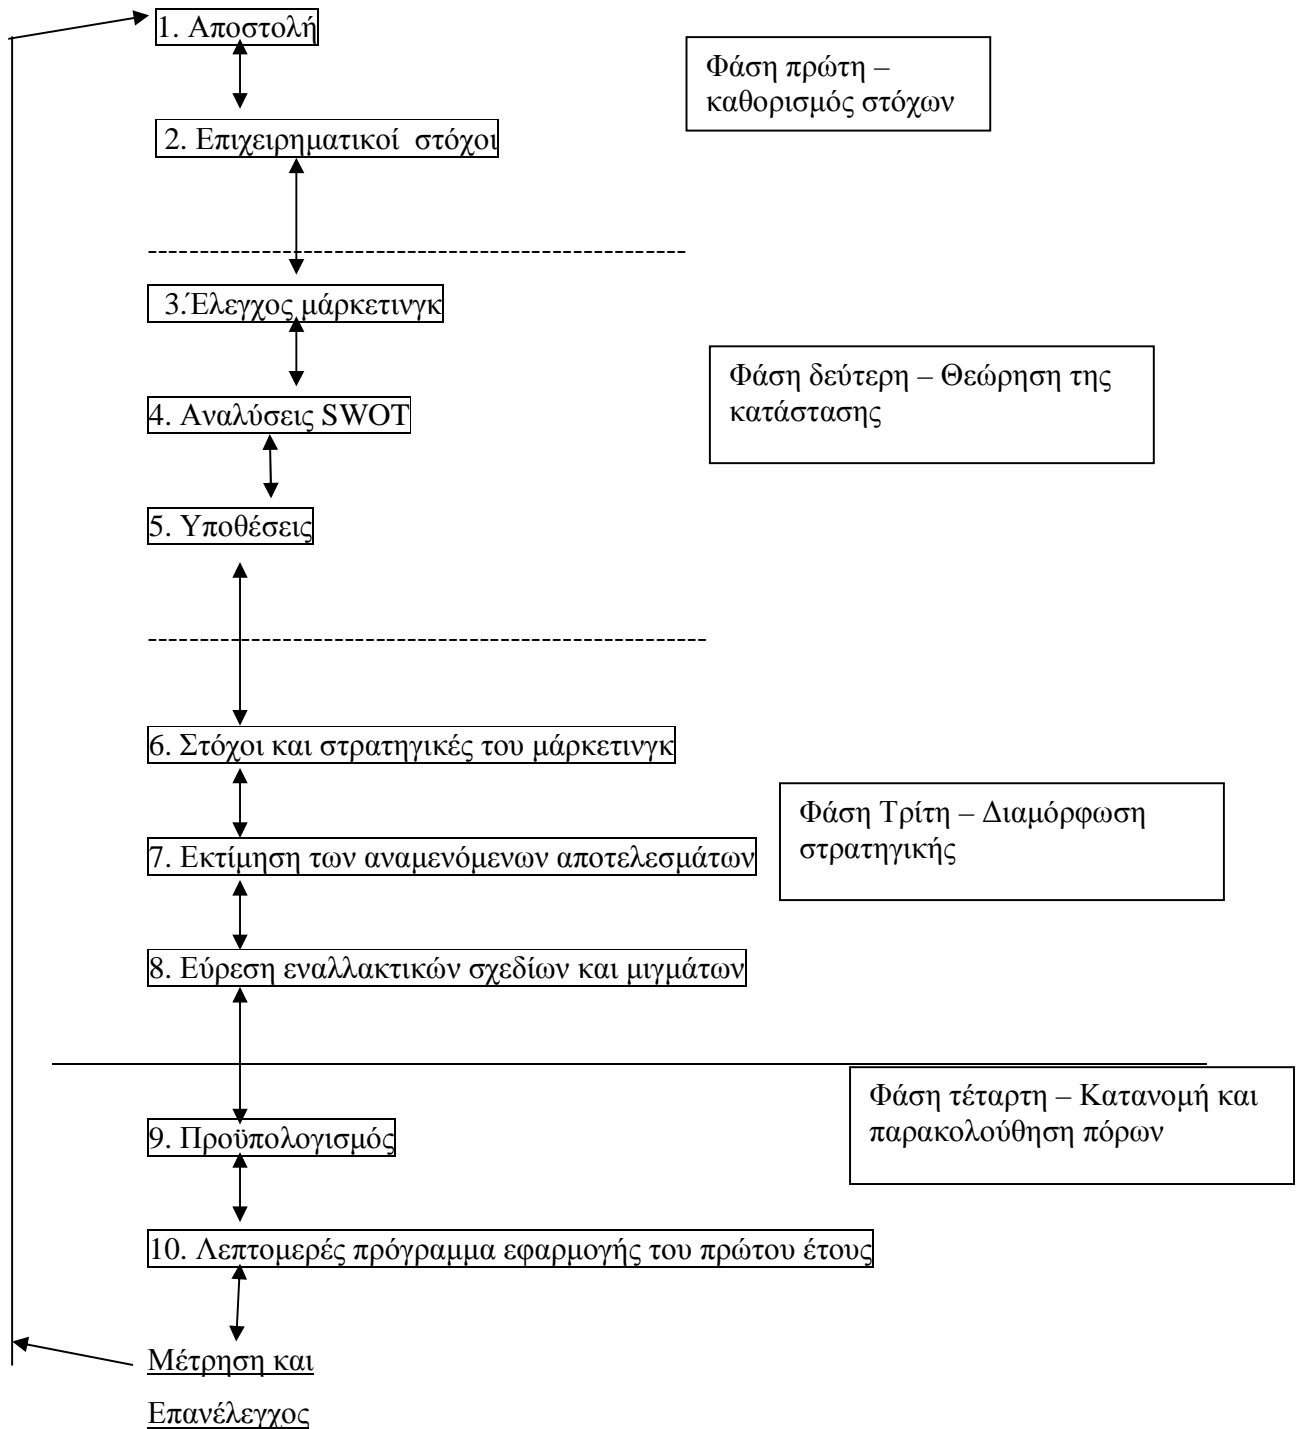 1. Αποστολή
Φάση πρώτη –
καθορισμός στόχων
2. Επιχειρηματικοί στόχοι
3.Έλεγχος μάρκετινγκ
Φάση δεύτερη – Θεώρηση της
κατάστασης
4. Αναλύσεις SWOT
5. Υποθέσεις
6. Στόχοι και στρατηγικές του μάρκετινγκ
Φάση Τρίτη – Διαμόρφωση
στρατηγικής
7. Εκτίμηση των αναμενόμενων αποτελεσμάτων
8. Εύρεση εναλλακτικών σχεδίων και μιγμάτων
Φάση τέταρτη – Κατανομή και
παρακολούθηση πόρων
9. Προϋπολογισμός
10. Λεπτομερές πρόγραμμα εφαρμογής του πρώτου έτους
Μέτρηση και
Επανέλεγχος